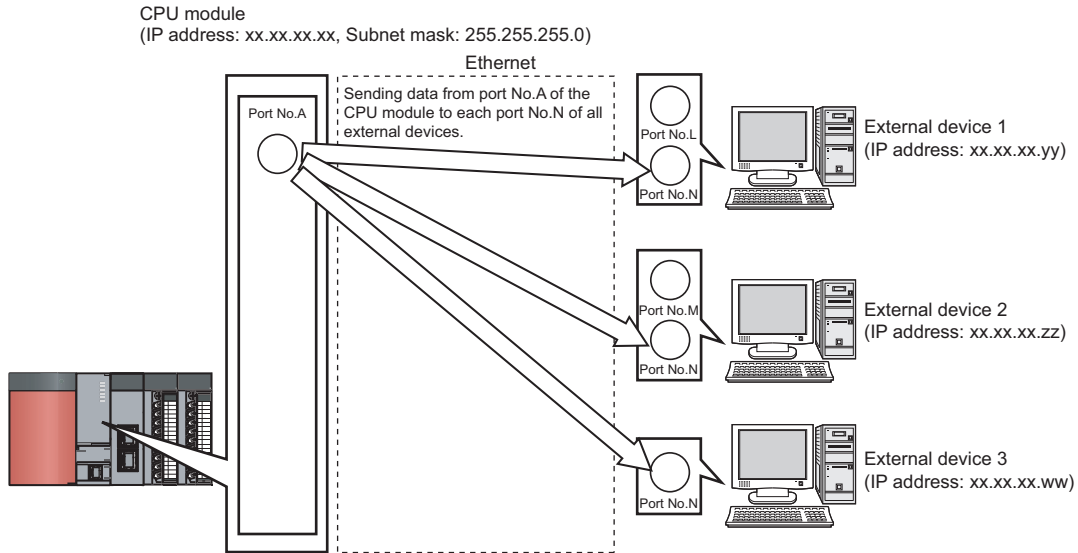 CPU module
(IP address: xx.xx.xx.xx, Subnet mask: 255.255.255.0)
Ethernet
Port No.A
Sending data from port No.A of the
CPU module to each port No.N of all
external devices.
Port No.L
Port No.N
External device 1
(IP address: xx.xx.xx.yy)
Port No.M
Port No.N
External device 2
(IP address: xx.xx.xx.zz)
Port No.N
External device 3
(IP address: xx.xx.xx.ww)